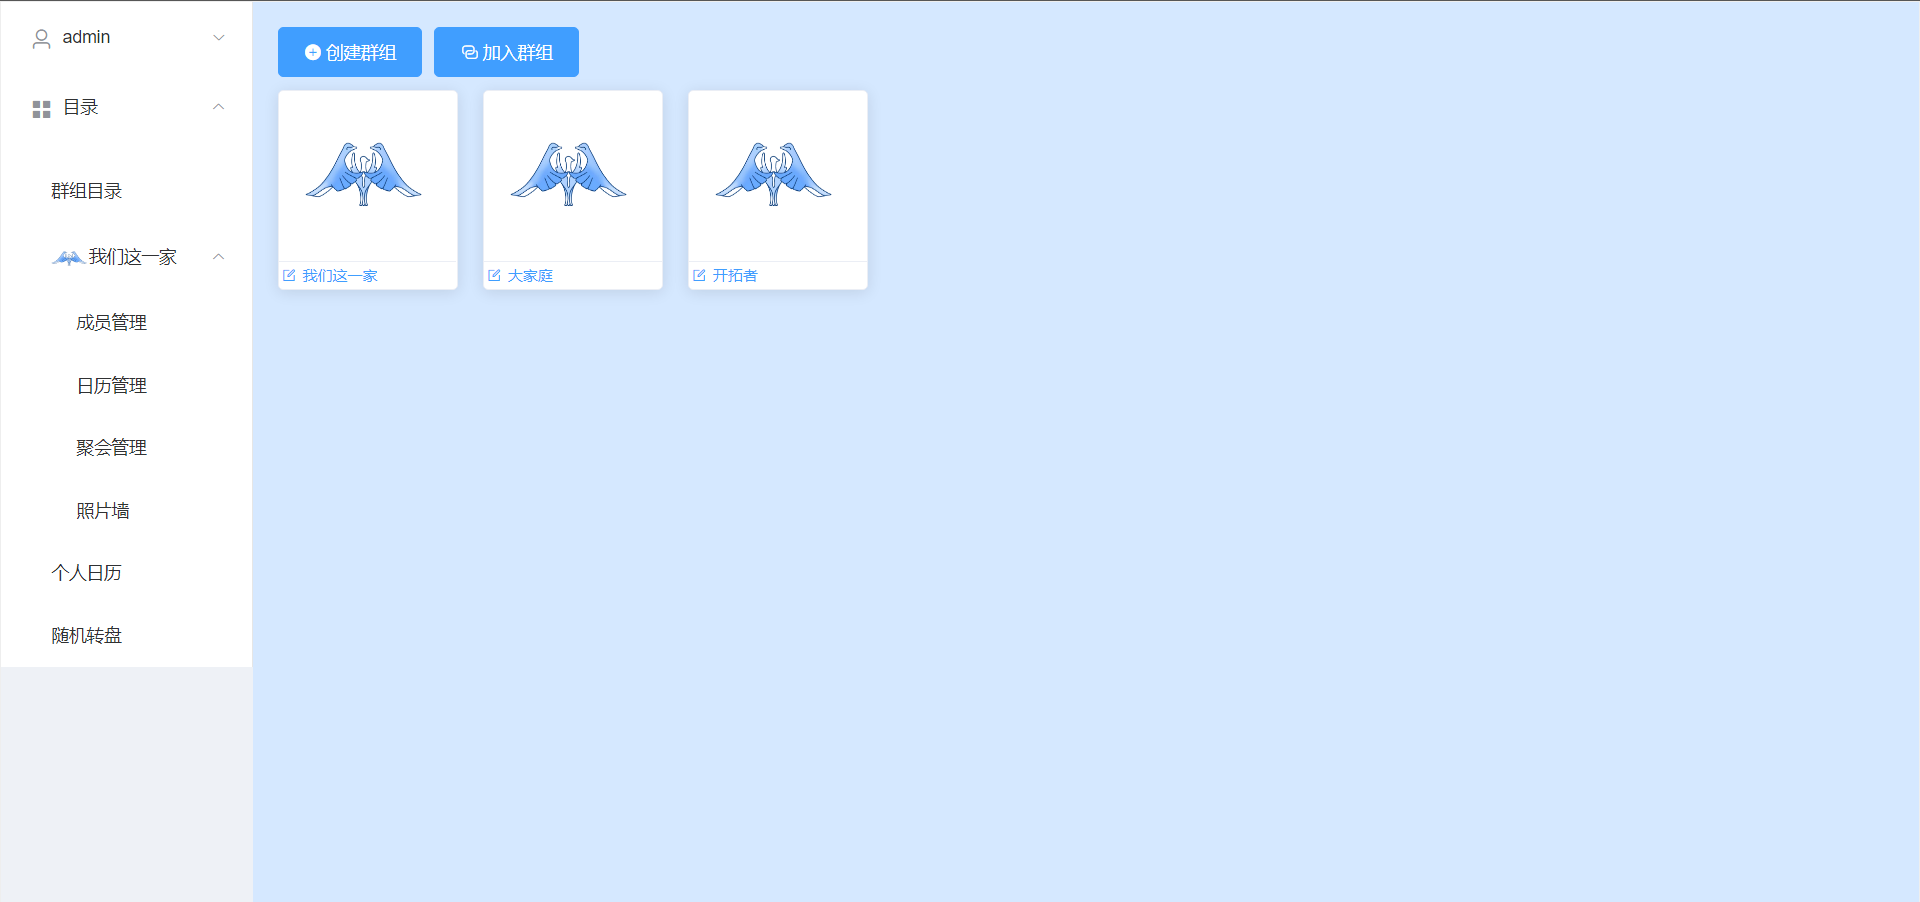 admin
目录
群组目录
我们这一家
成员管理
日历管理
聚会管理
照片墙
个人日历
随机转盘
创建群组
加入群组
我们这一家
大家庭
开拓者